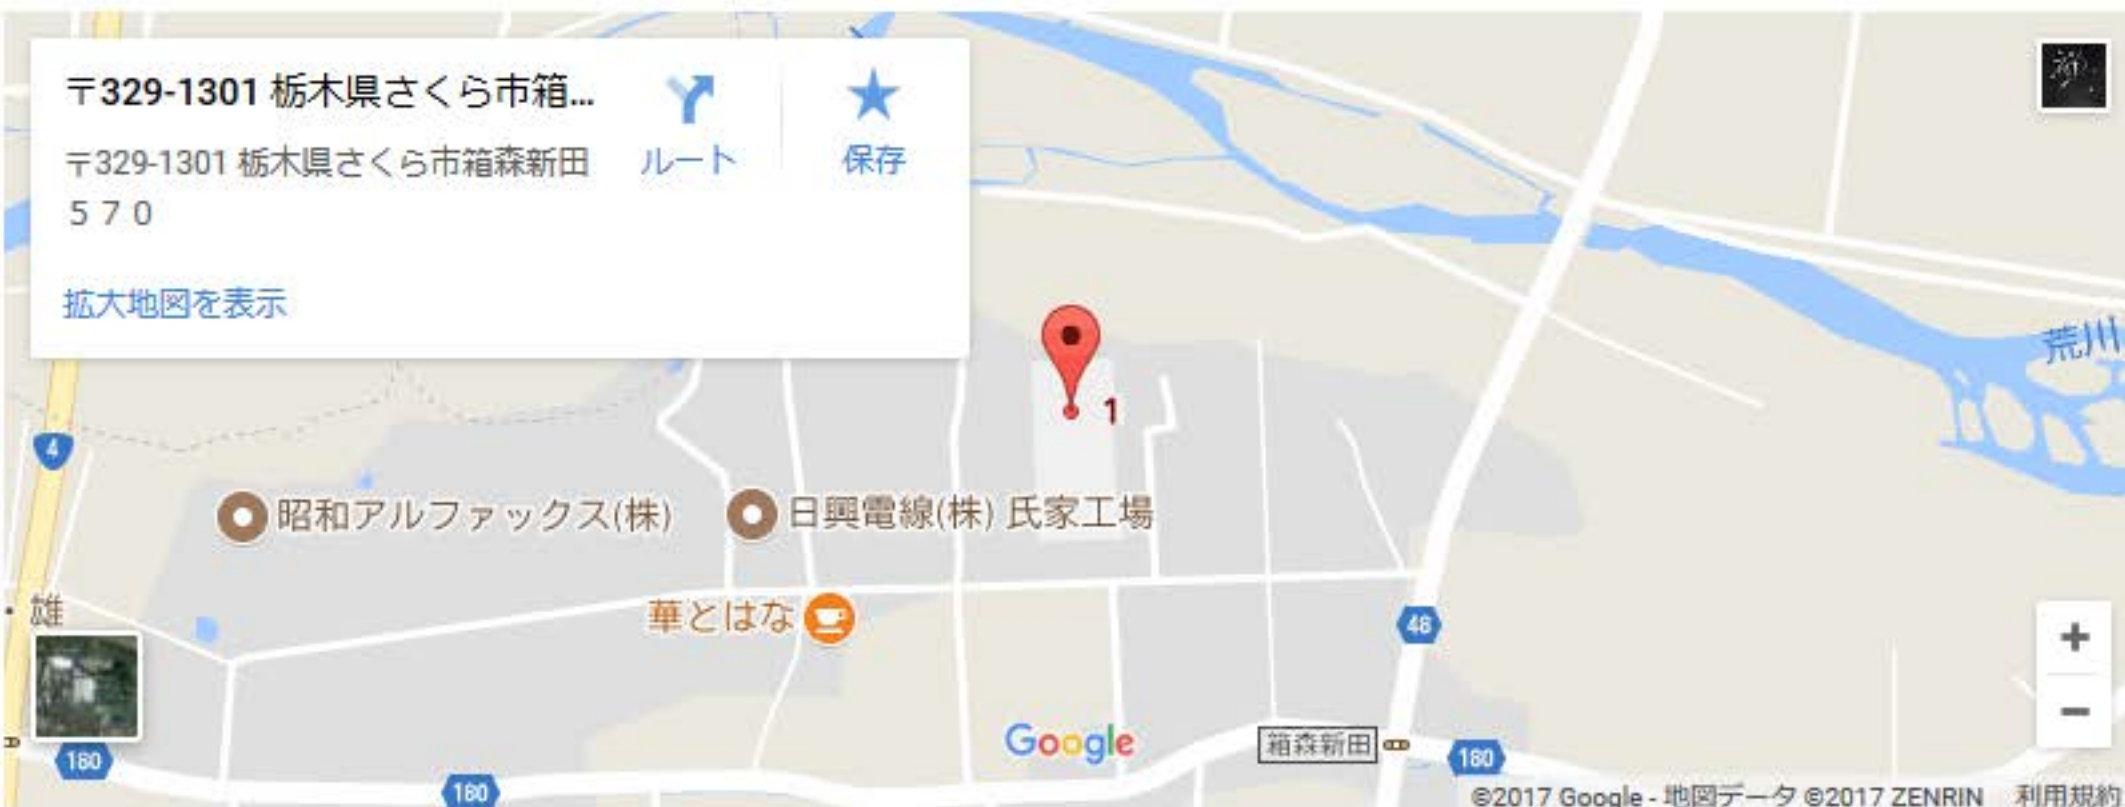 〒329-1301 栃木県さくら市箱...
ルート
保存
〒329-1301 栃木県さくら市箱森新田
５７０
拡大地図を表示
荒川
1
4
昭和アルファックス(株)
日興電線(株) 氏家工場
雄
華とはな
48
Google
箱森新田
180
180
180
+
−
©2017 Google - 地図データ ©2017 ZENRIN 利用規約